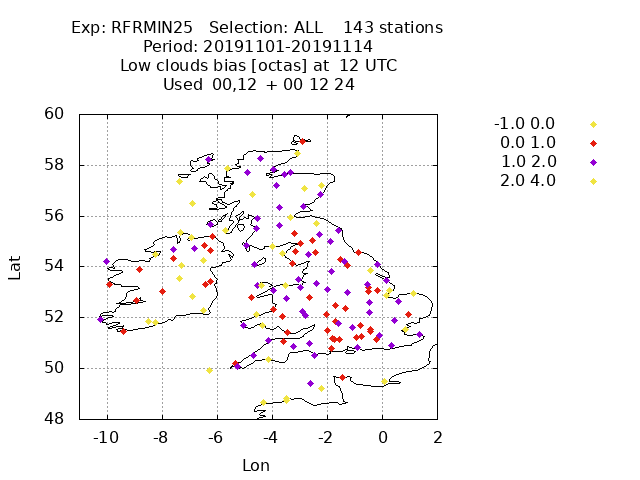 Exp: RFRMIN25 Selection: ALL 143 stations
Period: 20191101-20191114
Low clouds bias [octas] at 12 UTC
Used 00,12 + 00 12 24
-1.0 0.0
0.0 1.0
1.0 2.0
2.0 4.0
60
58
56
54
52
50
48
Lat
-10 -8 -6 -4 -2 0 2
Lon